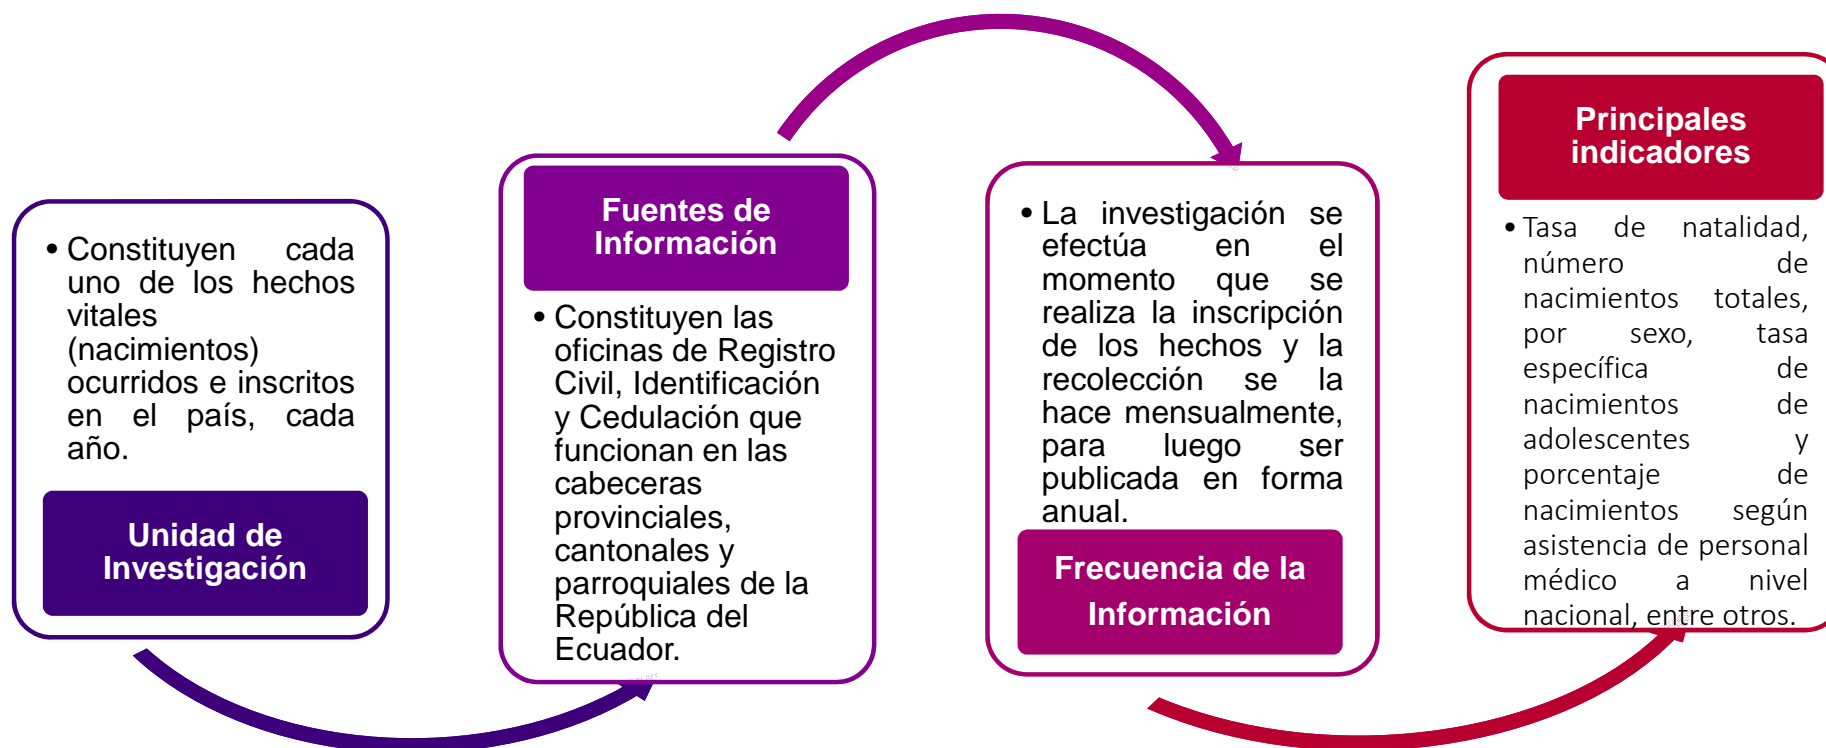 • Constituyen cada
uno de los hechos
vitales
(nacimientos)
ocurridos e inscritos
en el país, cada
año.
Unidad de
Investigación
Fuentes de
Información
• Constituyen las
oficinas de Registro
Civil, Identificación
y Cedulación que
funcionan en las
cabeceras
provinciales,
cantonales y
parroquiales de la
República del
Ecuador.
• La investigación se
efectúa en el
momento que se
realiza la inscripción
de los hechos y la
recolección se la
hace mensualmente,
para luego ser
publicada en forma
anual.
Frecuencia de la
Información
Principales
indicadores
• Tasa de natalidad,
número de
nacimientos totales,
por sexo, tasa
específica de
nacimientos de
adolescentes y
porcentaje de
nacimientos según
asistencia de personal
médico a nivel
nacional, entre otros.